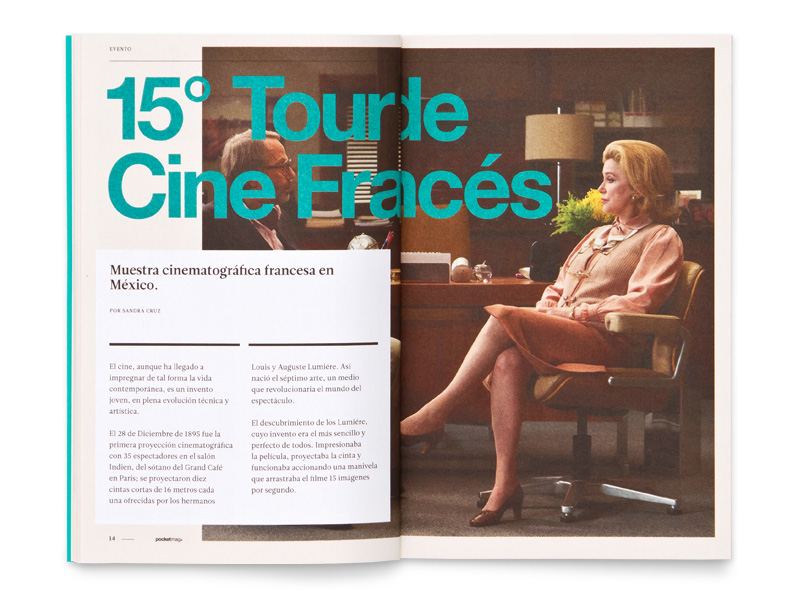 EVENTO
15º Tour de
Cine Fracés
Muestra cinematográfica francesa en
México.
POR SANDRA CRUZ
El cine, aunque ha llegado a
impregnar de tal forma la vida
contemporánea, es un invento
joven, en plena evolución técnica y
artística.
El 28 de Diciembre de 1895 fue la
primera proyección cinematográfica
con 35 espectadores en el salón
Indien, del sótano del Grand Café
en París; se proyectaron diez
cintas cortas de 16 metros cada
una ofrecidas por los hermanos
Louis y Auguste Lumiére. Así
nació el séptimo arte, un medio
que revolucionaría el mundo del
espectáculo.
El descubrimiento de los Lumiére,
cuyo invento era el más sencillo y
perfecto de todos. Impresionaba
la película, proyectaba la cinta y
funcionaba accionando una manivela
que arrastraba el filme 15 imágenes
por segundo.
14
pocketmag